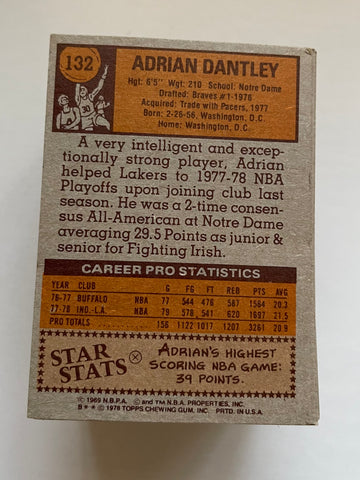 132
ADRIAN DANTLEY
Hgt: 6'5" Wgt: 210 School: Notre Dame
Drafted: Braves #1-1976
Acquired: Trade with Pacers, 1977
Born: 2-28-56, Washington, D.C.
Home: Washington, D.C.
A very intelligent and excep-
tionally strong player, Adrian
helped Lakers to 1977-78 NBA
Playoffs upon joining club last
season. He was a 2-time consen-
sus All-American at Notre Dame
averaging 29.5 Points as junior &
senior for Fighting Irish.
CAREER PRO STATISTICS
YEAR CLUB G FG FT REB PTS AVG
76-77 BUFFALO NBA 77 544 476 587 1564 20.3
77-78 IND.-L.A. NBA 79 578 541 620 1697 21.5
PRO TOTALS 156 1122 1017 1207 3261 20.9
STAR STATS
ADRIAN'S HIGHEST
SCORING NBA GAME:
39 POINTS.
© 1969 N.B.P.A. © and T.M. N.B.A. PROPERTIES, INC.
B ** © 1978 TOPPS CHEWING GUM, INC. PRTD. IN U.S.A.